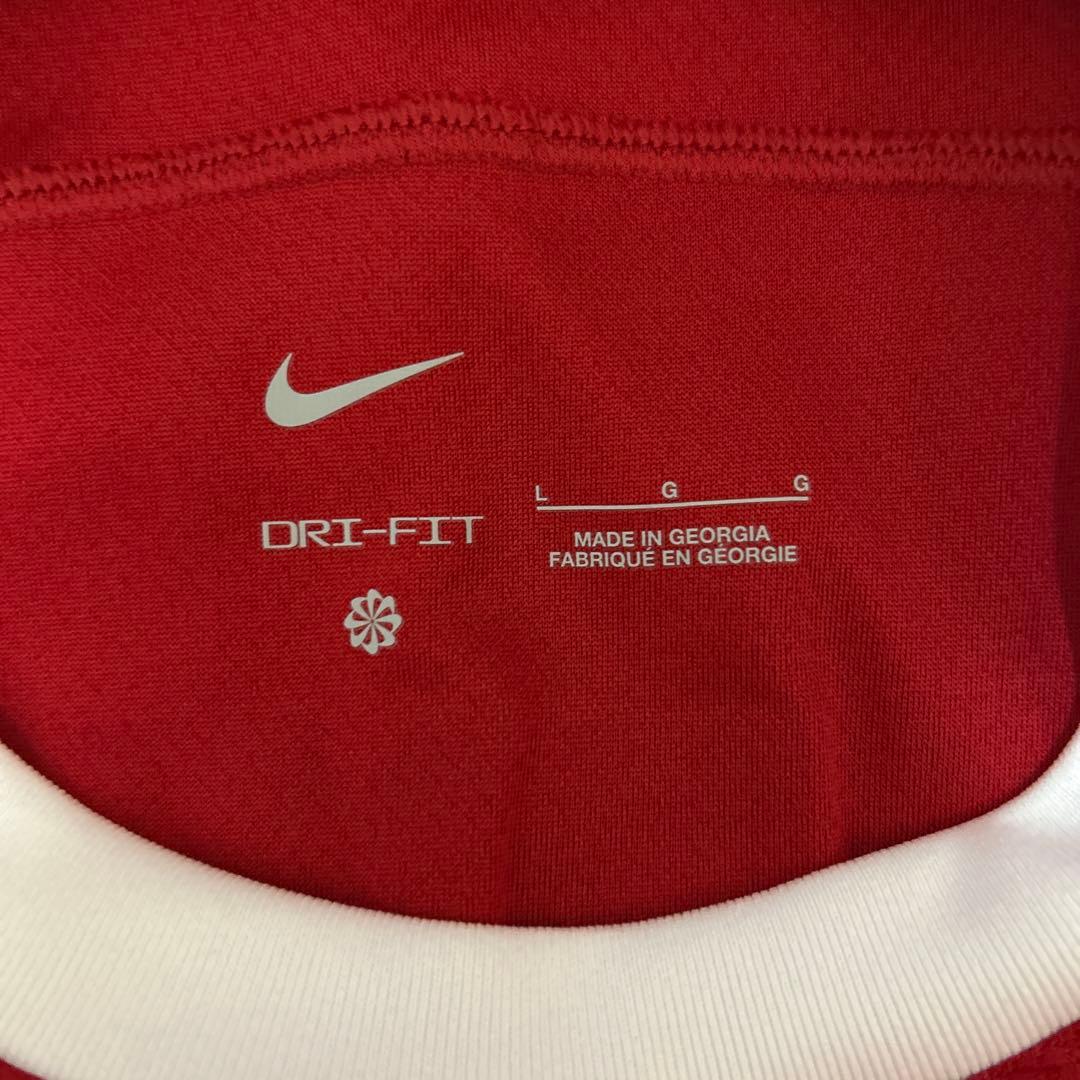 DRI-FIT
L G G
MADE IN GEORGIA
FABRIQUÉ EN GÉORGIE